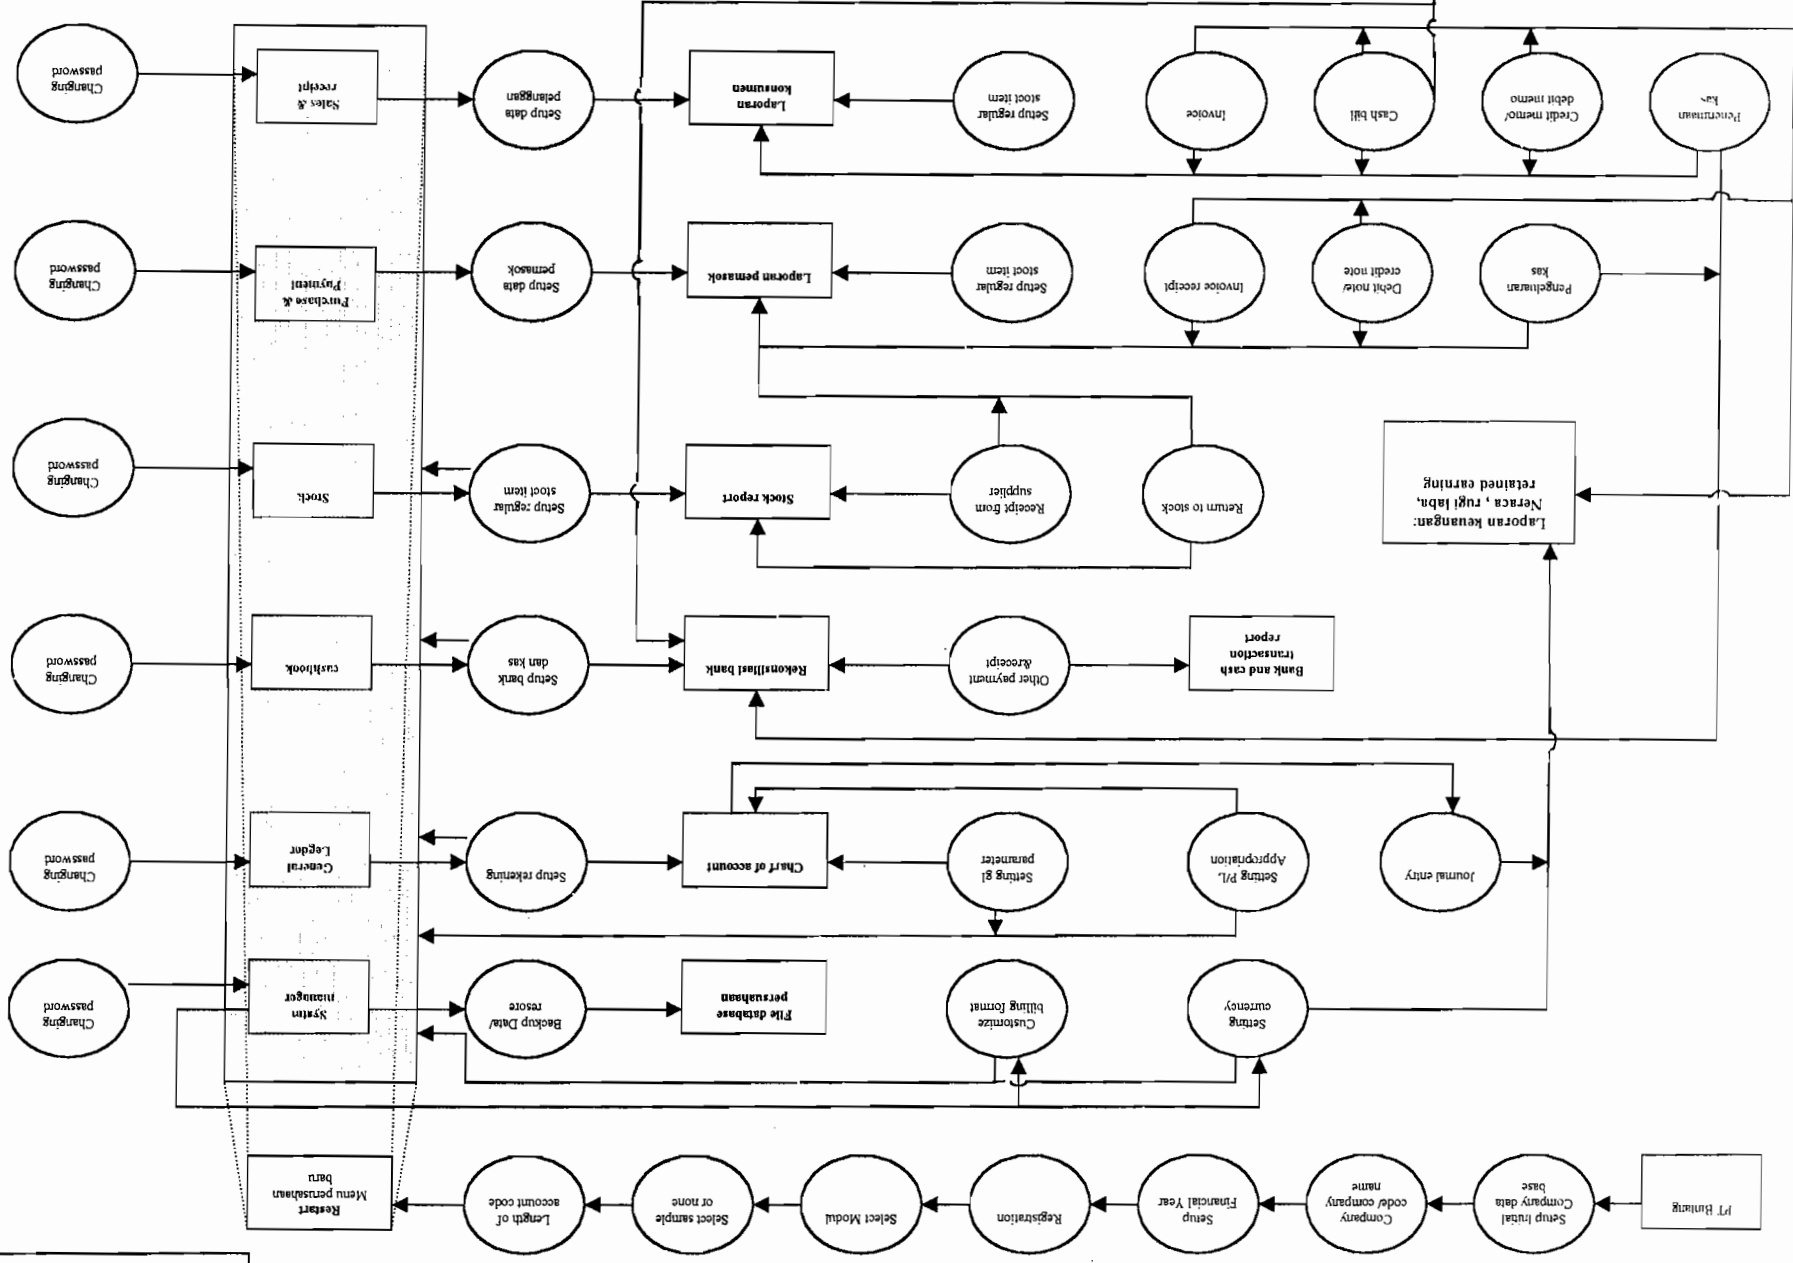 PT Bintang
Setup Initial
Company data
base
Company
code/ company
name
Setup
Financial Year
Registration
Select Modul
Select sample
or none
Length of
account code
Restart
Menu perusahaan
baru
Setting
currency
Customize
billing format
File database
perusahaan
Backup Data/
resore
Systm
manager
Changing
password
Journal entry
Setting P/L
Appropriation
Setting gl
parameter
Charf of account
Setup rekening
General
Legder
Changing
password
Bank and cash
transaction
report
Other payment
&receipt
Rekonsiliasi bank
Setup bank
dan kas
cashbook
Changing
password
Laporan keuangan:
Neraca , rugi laba,
retained earning
Return to stock
Receipt from
supplier
Stock report
Setup regular
stoot item
Stock
Changing
password
Pengeluaran
kas
Debit note/
credit note
Invoice receipt
Setup regular
stoot item
Laporan pemasok
Setup data
pemasok
Purchase &
Payment
Changing
password
Penerimaan
kas
Credit memo/
debit memo
Cash bill
Invoice
Setup regular
stoot item
Laporan
konsumen
Setup data
pelanggan
Sales &
receipt
Changing
password